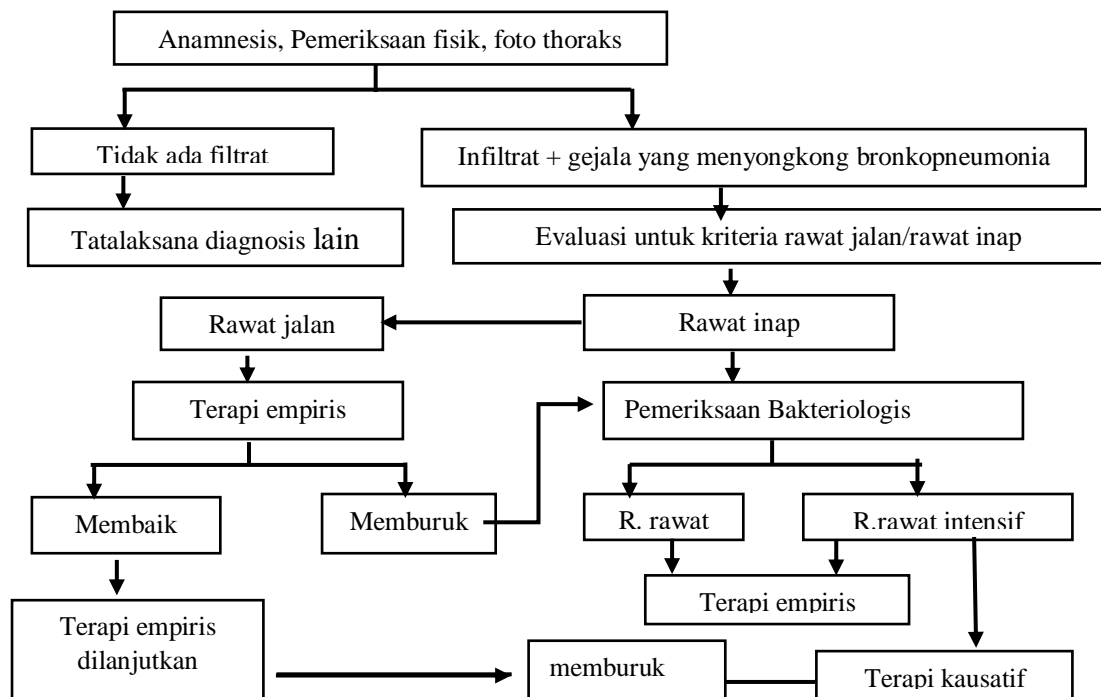 Anamnesis, Pemeriksaan fisik, foto thoraks
Tidak ada filtrat
Infiltrat + gejala yang menyongkong bronkopneumonia
Tatalaksana diagnosis lain
Evaluasi untuk kriteria rawat jalan/rawat inap
Rawat jalan
Rawat inap
Terapi empiris
Pemeriksaan Bakteriologis
Membaik
Memburuk
R. rawat
R.rawat intensif
Terapi empiris
Terapi empiris
dilanjutkan
memburuk
Terapi kausatif